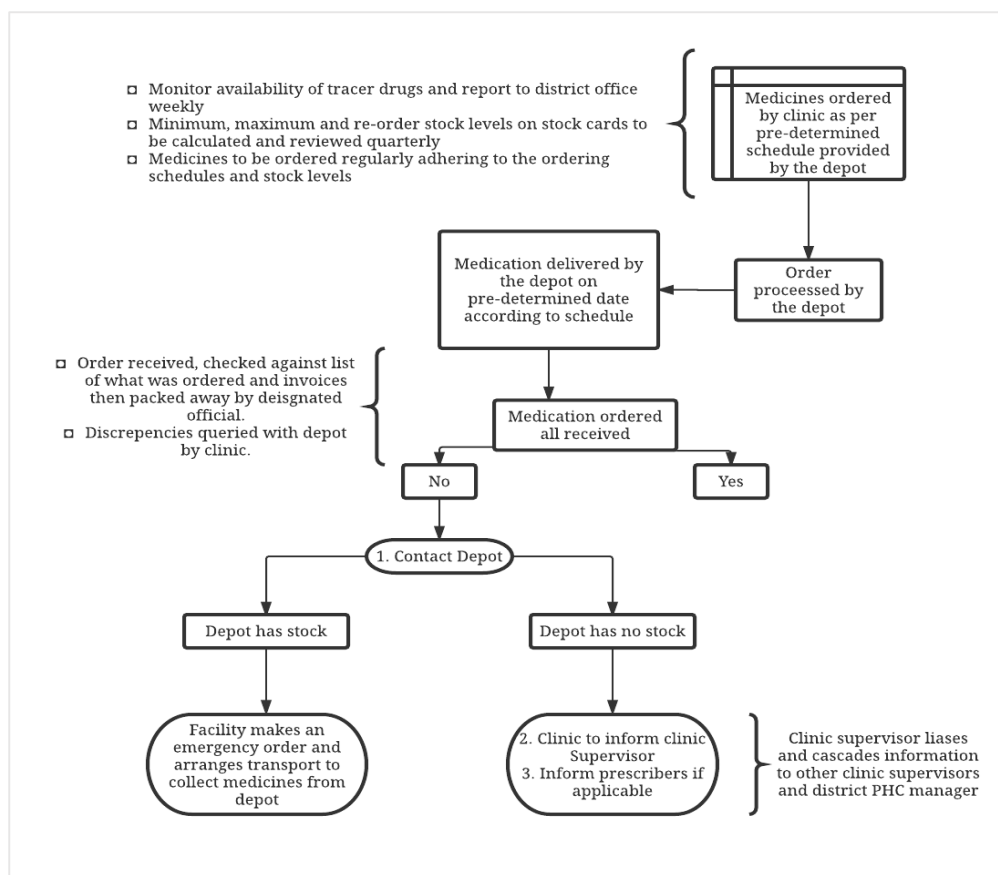 ◘ Monitor availability of tracer drugs and report to district office
weekly
◘ Minimum, maximum and re-order stock levels on stock cards to
be calculated and reviewed quarterly
◘ Medicines to be ordered regularly adhering to the ordering
schedules and stock levels
Medicines ordered
by clinic as per
pre-determined
schedule provided
by the depot
Order
proceessed by
the depot
Medication delivered by
the depot on
pre-determined date
according to schedule
◘ Order received, checked against list
of what was ordered and invoices
then packed away by deisgnated
official.
◘ Discrepencies queried with depot
by clinic.
Medication ordered
all received
No
Yes
1. Contact Depot
Depot has stock
Depot has no stock
Facility makes an
emergency order and
arranges transport to
collect medicines from
depot
2. Clinic to inform clinic
Supervisor
3. Inform prescribers if
applicable
Clinic supervisor liases
and cascades information
to other clinic supervisors
and district PHC manager